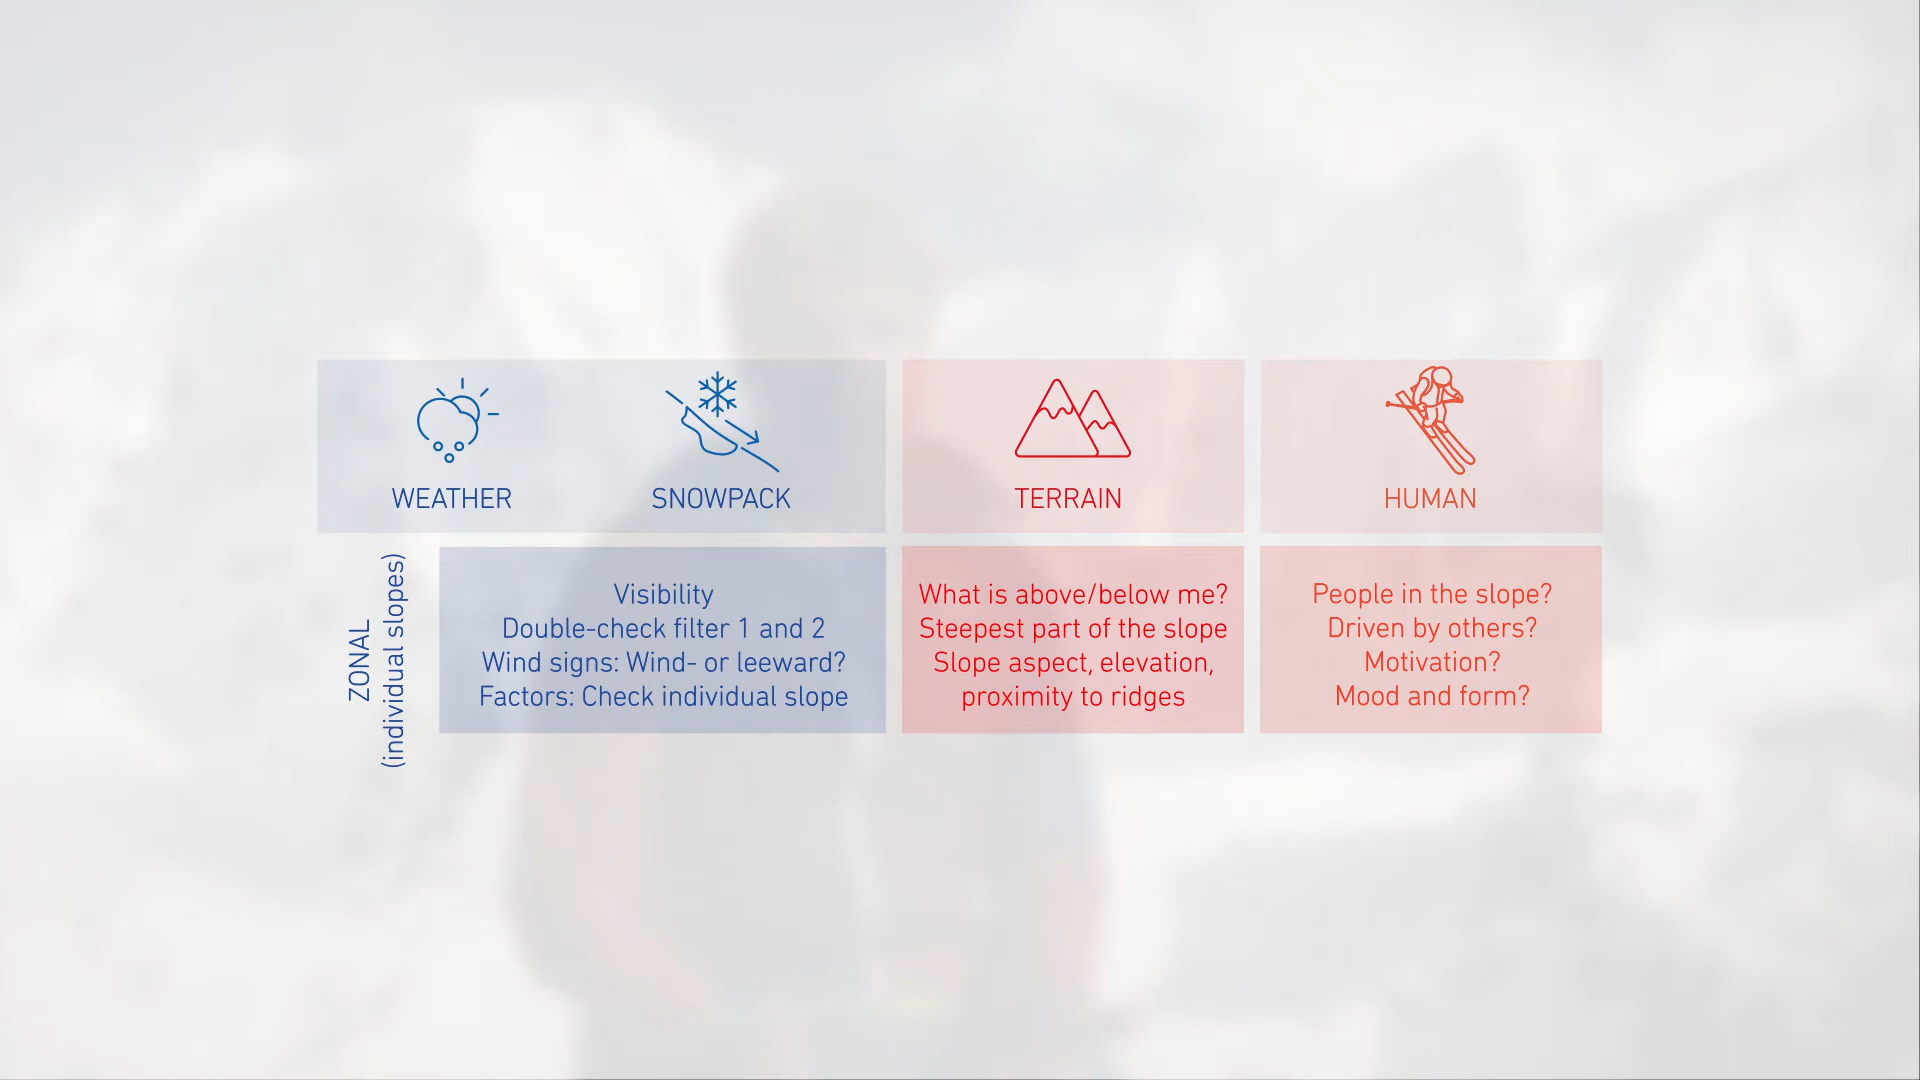 WEATHER
SNOWPACK
TERRAIN
HUMAN
ZONAL
(individual slopes)
Visibility
Double-check filter 1 and 2
Wind signs: Wind- or leeward?
Factors: Check individual slope
What is above/below me?
Steepest part of the slope
Slope aspect, elevation,
proximity to ridges
People in the slope?
Driven by others?
Motivation?
Mood and form?